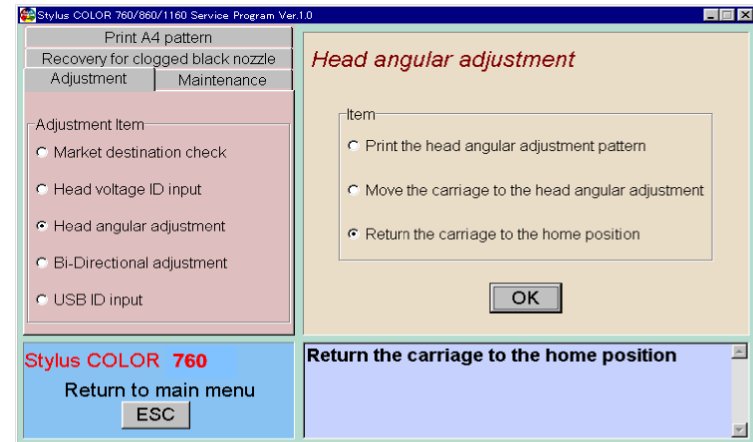 Stylus COLOR 760/860/1160 Service Program Ver.1.0
Print A4 pattern
Recovery for clogged black nozzle
Adjustment
Maintenance
Adjustment Item
Market destination check
Head voltage ID input
Head angular adjustment
Bi-Directional adjustment
USB ID input
Head angular adjustment
Item
Print the head angular adjustment pattern
Move the carriage to the head angular adjustment
Return the carriage to the home position
OK
Stylus COLOR 760
Return to main menu
ESC
Return the carriage to the home position